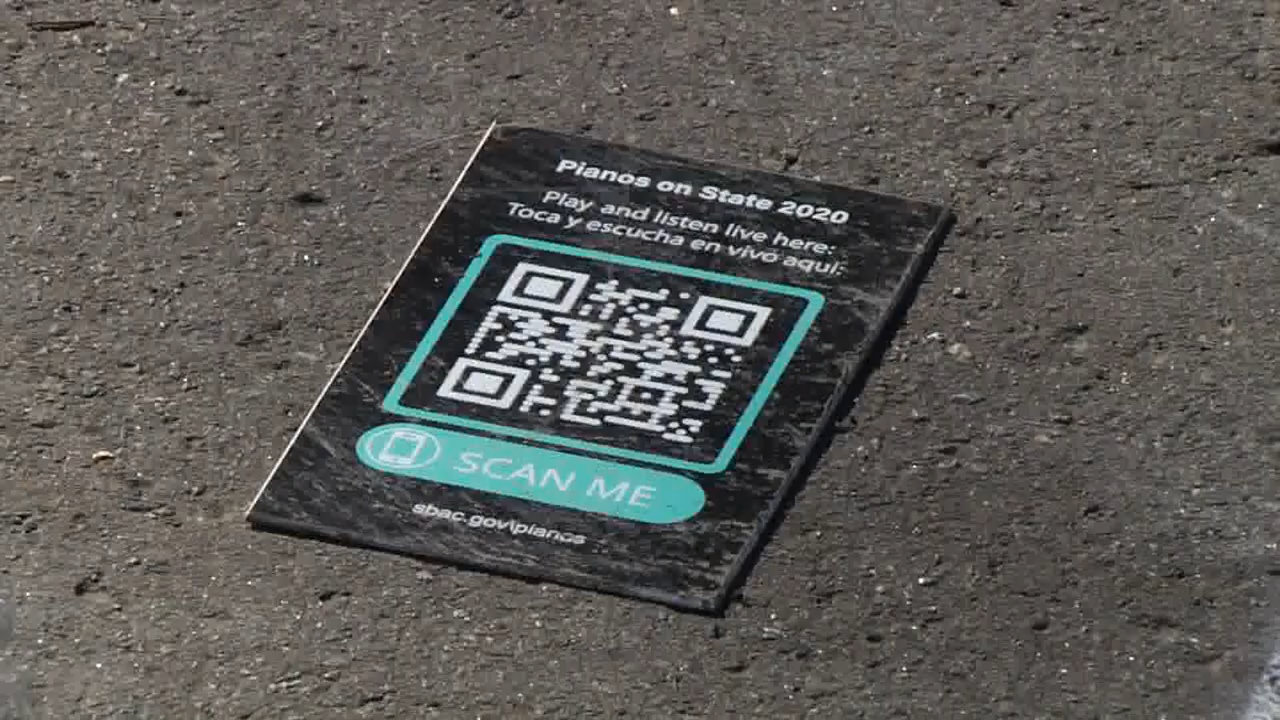 Pianos on State 2020
Play and listen live here:
Toca y escucha en vivo aquí:
SCAN ME
sbac.gov\pianos